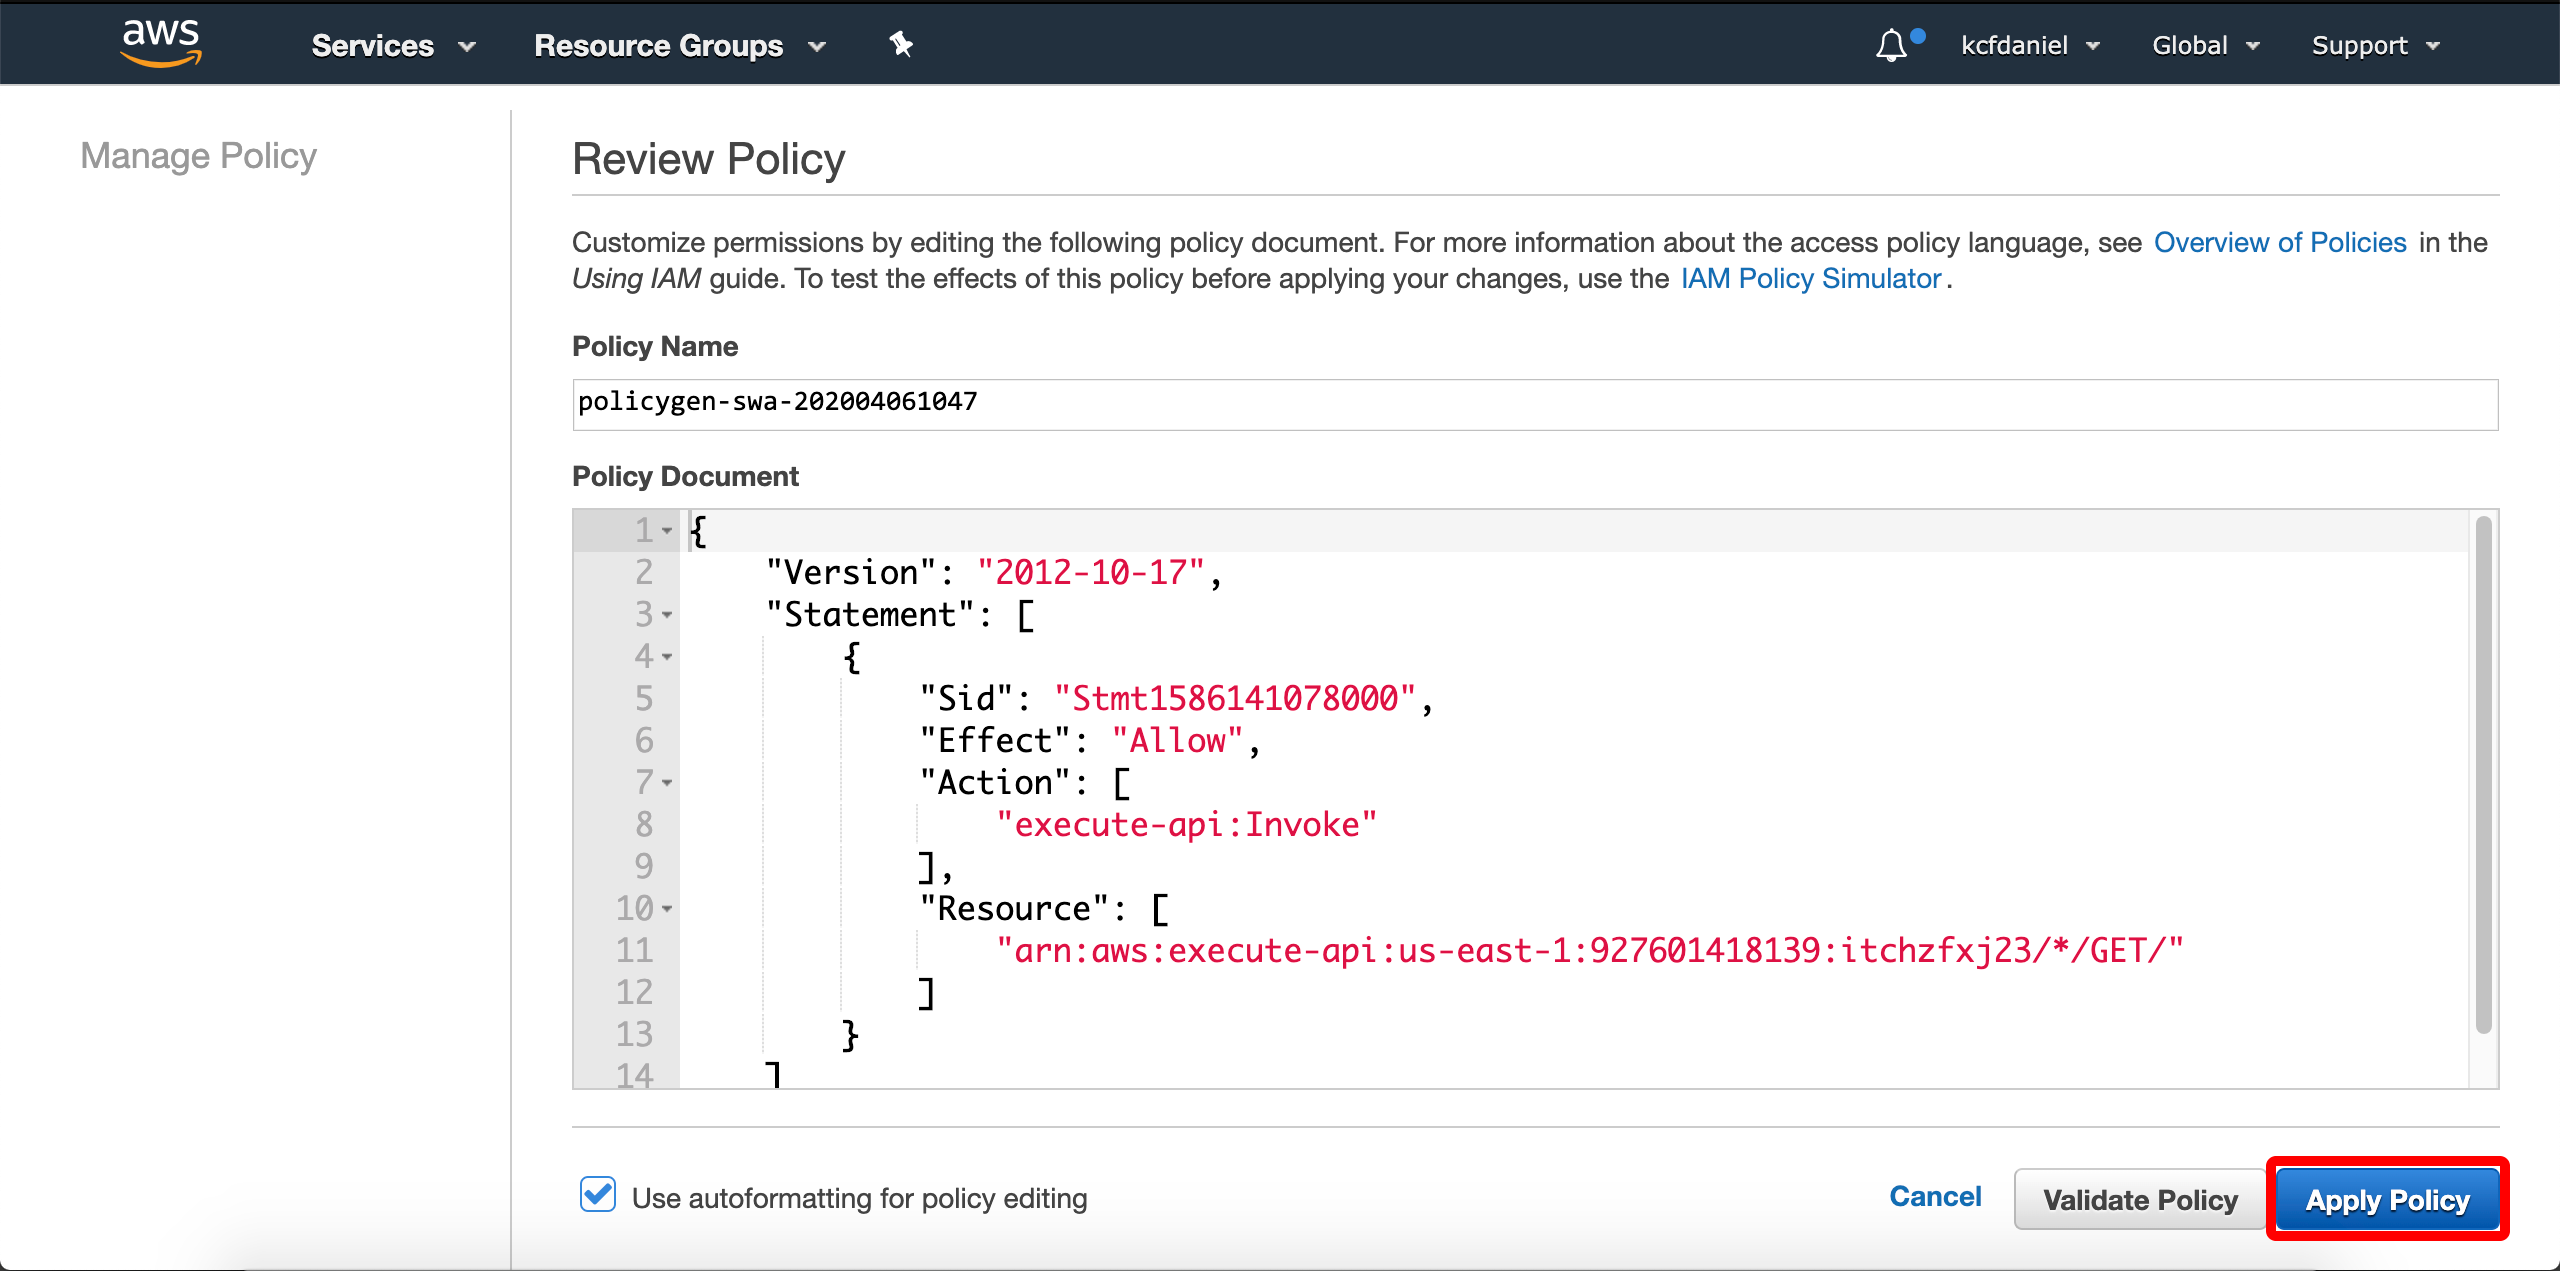 aws Services Resource Groups kcfdaniel Global Support
Manage Policy
Review Policy
Customize permissions by editing the following policy document. For more information about the access policy language, see Overview of Policies in the
Using IAM guide. To test the effects of this policy before applying your changes, use the IAM Policy Simulator.
Policy Name
policygen-swa-202004061047
Policy Document
1 {
2 "Version": "2012-10-17",
3 "Statement": [
4 {
5 "Sid": "Stmt1586141078000",
6 "Effect": "Allow",
7 "Action": [
8 "execute-api:Invoke"
9 ],
10 "Resource": [
11 "arn:aws:execute-api:us-east-1:927601418139:itchzfxj23/*/GET/"
12 ]
13 }
14 ]
Use autoformatting for policy editing
Cancel Validate Policy Apply Policy